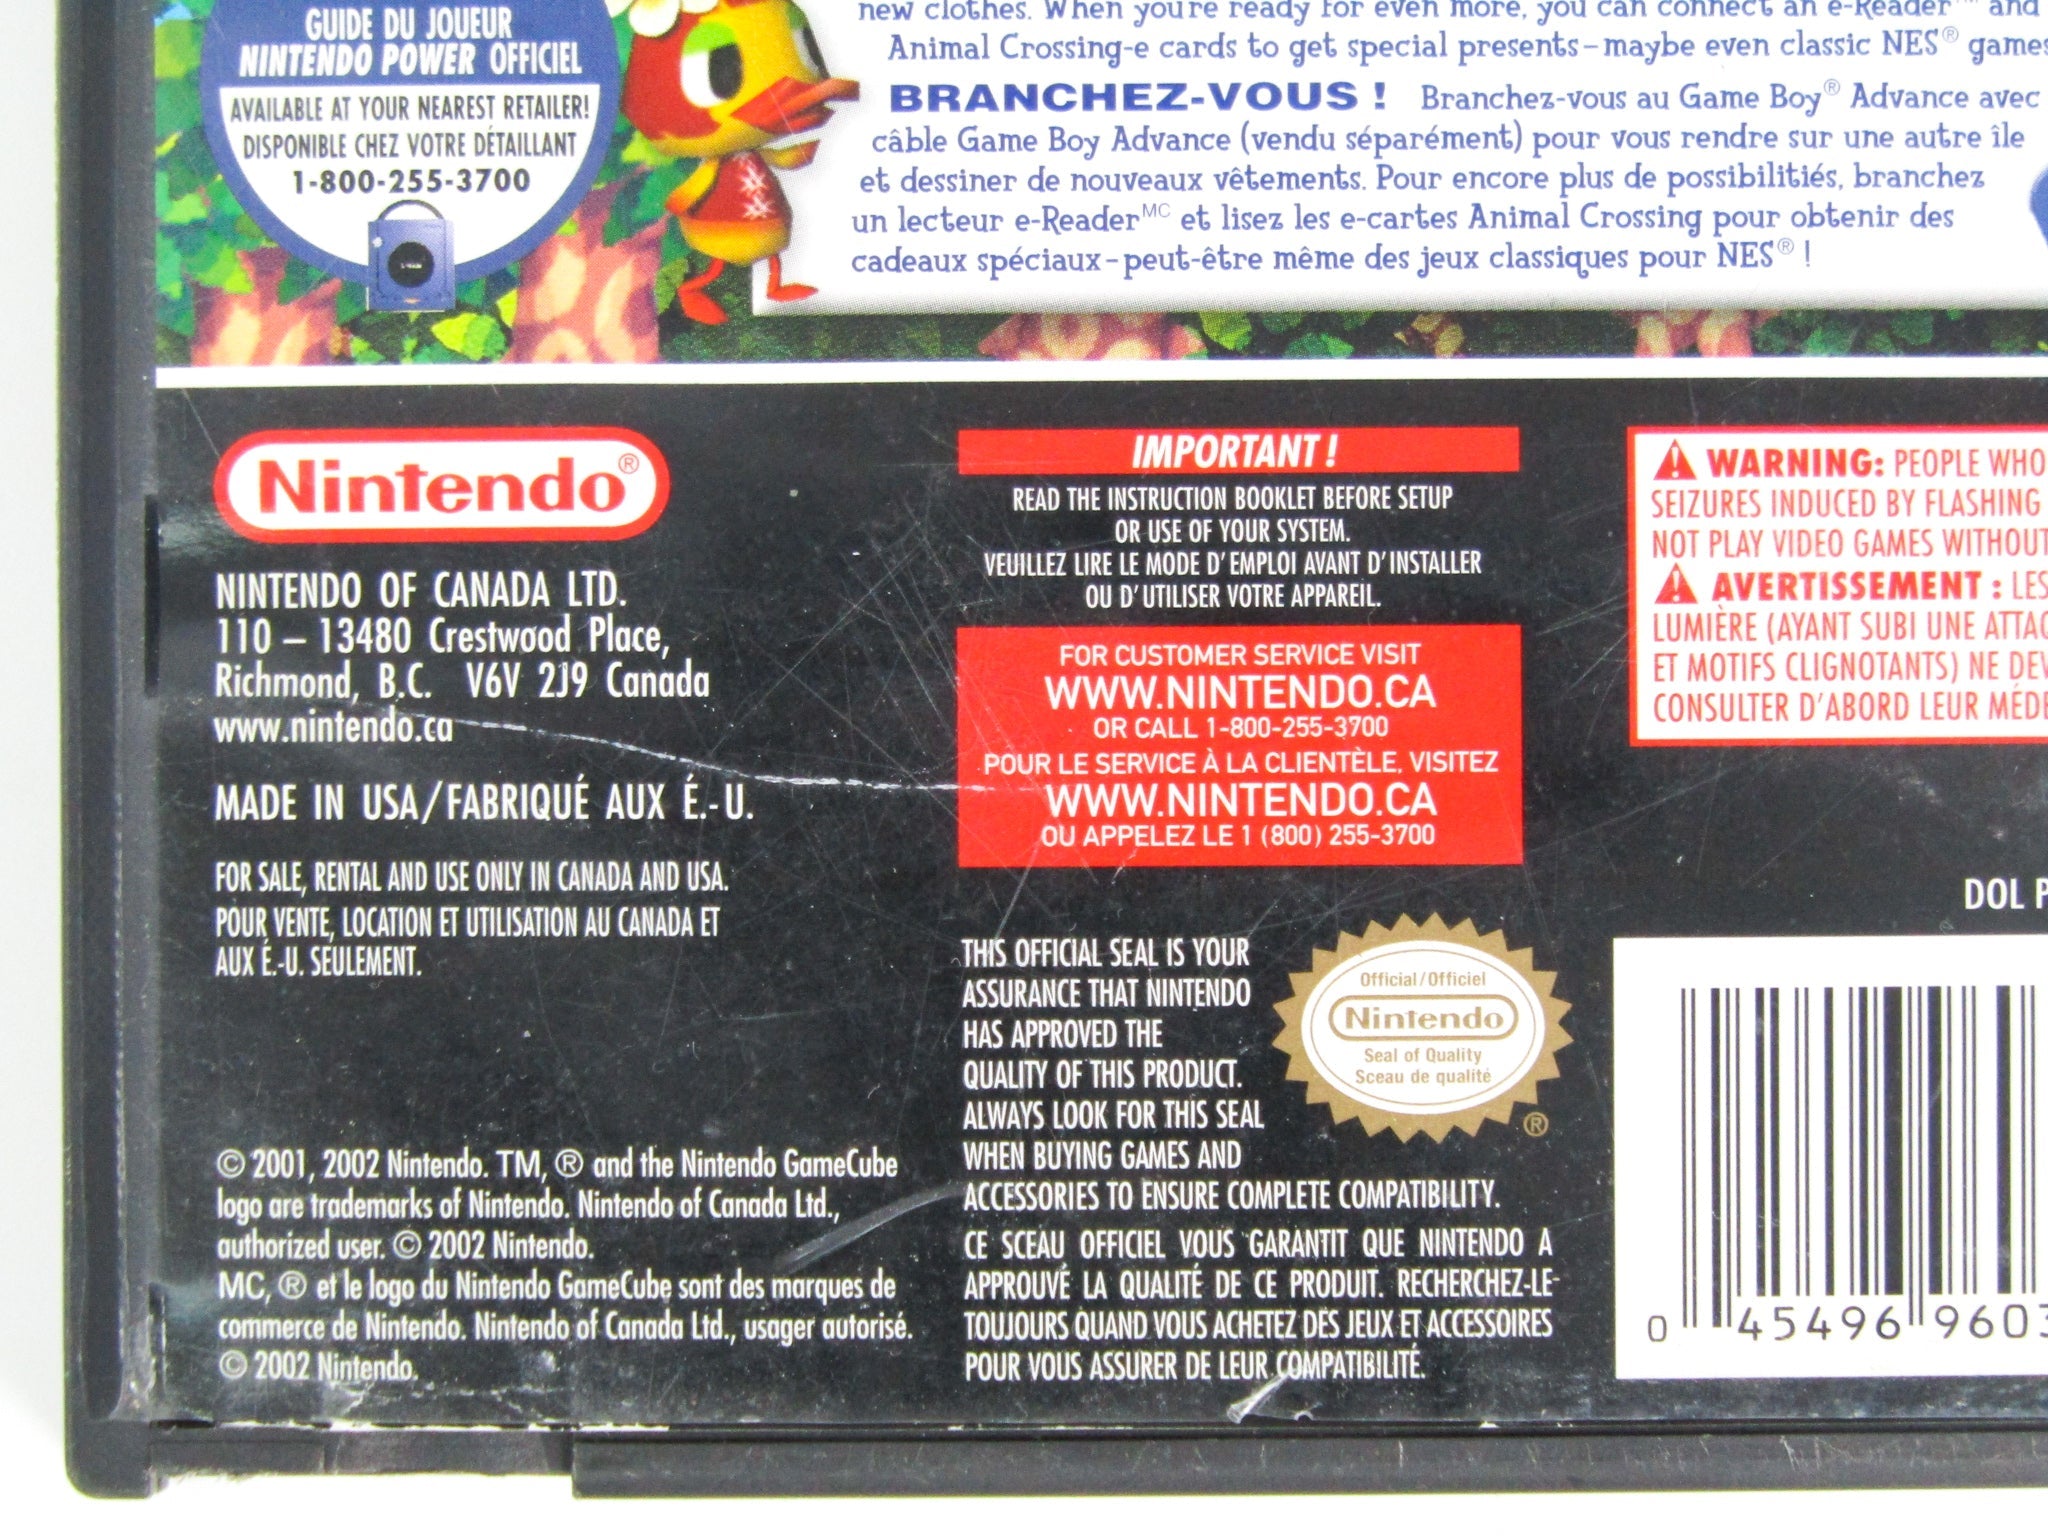 GUIDE DU JOUEUR
NINTENDO POWER OFFICIEL
AVAILABLE AT YOUR NEAREST RETAILER!
DISPONIBLE CHEZ VOTRE DÉTAILLANT
1-800-255-3700
new clothes. When you're ready for even more, you can connect an e-Reader™ and
Animal Crossing-e cards to get special presents–maybe even classic NES® games
BRANCHEZ-VOUS ! Branchez-vous au Game Boy® Advance avec
câble Game Boy Advance (vendu séparément) pour vous rendre sur une autre île
et dessiner de nouveaux vêtements. Pour encore plus de possibilitiés, branchez
un lecteur e-Reader MC et lisez les e-cartes Animal Crossing pour obtenir des
cadeaux spéciaux–peut-être même des jeux classiques pour NES® !
Nintendo®
NINTENDO OF CANADA LTD.
110 – 13480 Crestwood Place,
Richmond, B.C. V6V 2J9 Canada
www.nintendo.ca
MADE IN USA/FABRIQUÉ AUX É.-U.
FOR SALE, RENTAL AND USE ONLY IN CANADA AND USA.
POUR VENTE, LOCATION ET UTILISATION AU CANADA ET
AUX É.-U. SEULEMENT.
© 2001, 2002 Nintendo. TM, ® and the Nintendo GameCube
logo are trademarks of Nintendo. Nintendo of Canada Ltd.,
authorized user. © 2002 Nintendo.
MC, ® et le logo du Nintendo GameCube sont des marques de
commerce de Nintendo. Nintendo of Canada Ltd., usager autorisé.
© 2002 Nintendo.
IMPORTANT !
READ THE INSTRUCTION BOOKLET BEFORE SETUP
OR USE OF YOUR SYSTEM.
VEUILLEZ LIRE LE MODE D'EMPLOI AVANT D'INSTALLER
OU D'UTILISER VOTRE APPAREIL.
FOR CUSTOMER SERVICE VISIT
WWW.NINTENDO.CA
OR CALL 1-800-255-3700
POUR LE SERVICE À LA CLIENTÈLE, VISITEZ
WWW.NINTENDO.CA
OU APPELEZ LE 1 (800) 255-3700
THIS OFFICIAL SEAL IS YOUR
ASSURANCE THAT NINTENDO
HAS APPROVED THE
QUALITY OF THIS PRODUCT.
ALWAYS LOOK FOR THIS SEAL
WHEN BUYING GAMES AND
ACCESSORIES TO ENSURE COMPLETE COMPATIBILITY.
CE SCEAU OFFICIEL VOUS GARANTIT QUE NINTENDO A
APPROUVÉ LA QUALITÉ DE CE PRODUIT. RECHERCHEZ-LE-
TOUJOURS QUAND VOUS ACHETEZ DES JEUX ET ACCESSOIRES
POUR VOUS ASSURER DE LEUR COMPATIBILITÉ.
Official/Officiel
Nintendo
Seal of Quality
Sceau de qualité
®
WARNING: PEOPLE WHO
SEIZURES INDUCED BY FLASHING
NOT PLAY VIDEO GAMES WITHOUT
AVERTISSEMENT : LES
LUMIÈRE (AYANT SUBI UNE ATTAC
ET MOTIFS CLIGNOTANTS) NE DEV
CONSULTER D'ABORD LEUR MÉDE
DOL P
0 45496 9603